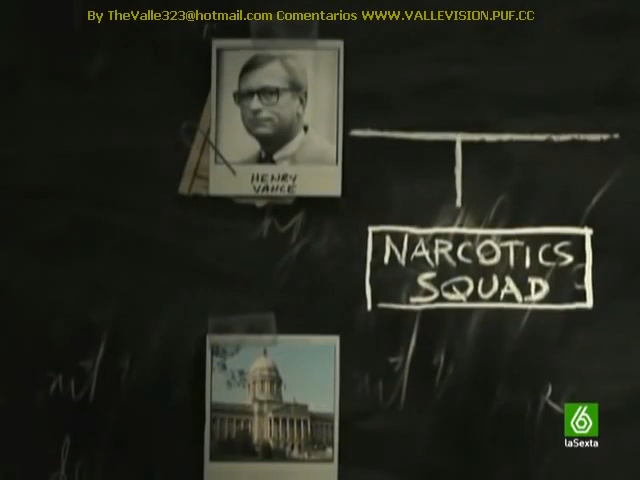 By TheValle323@hotmail.com Comentarios WWW.VALLEVISION.PUF.CC
HENRY
VANCE
NARCOTICS
SQUAD
laSexta